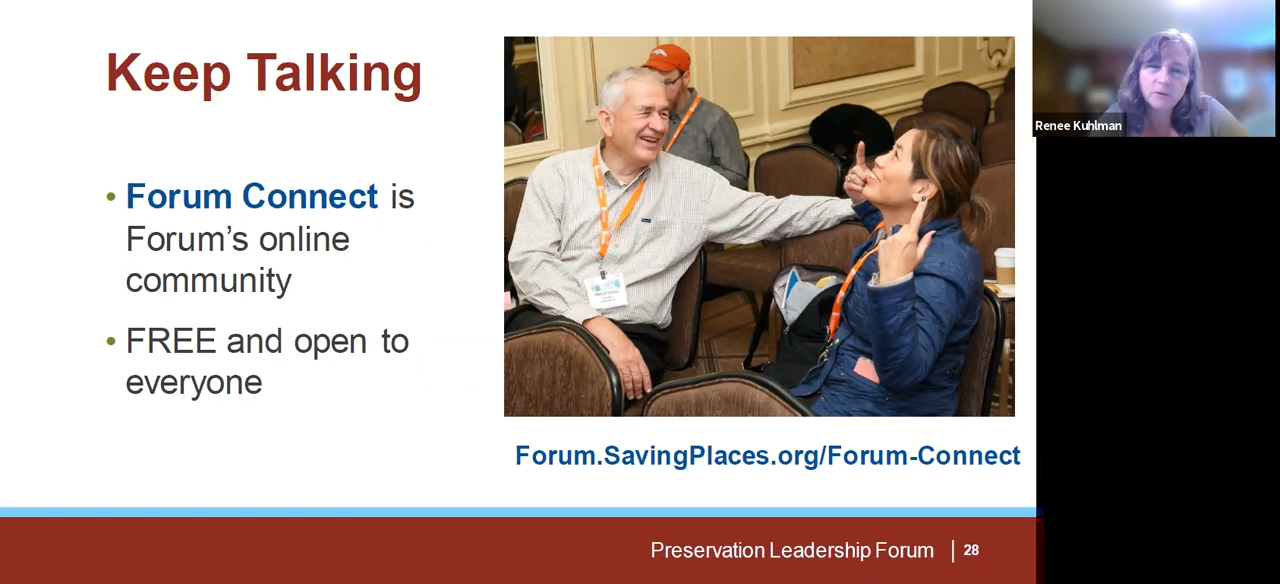 Keep Talking
Renee Kuhlman
• Forum Connect is
Forum's online
community
• FREE and open to
everyone
Forum.SavingPlaces.org/Forum-Connect
Preservation Leadership Forum | 28